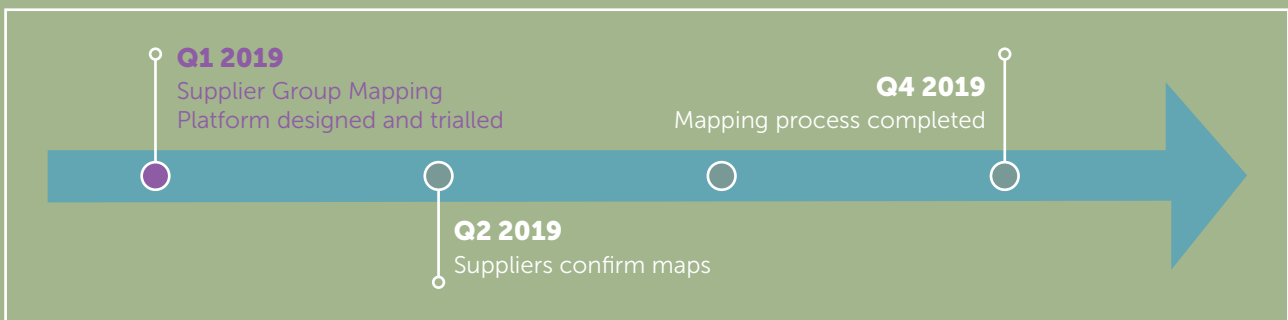 Q1 2019
Supplier Group Mapping
Platform designed and trialled
Q4 2019
Mapping process completed
Q2 2019
Suppliers confirm maps